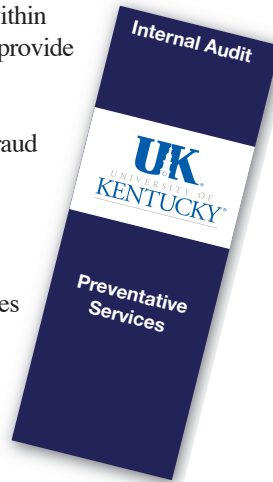 ithin
provide
raud
es
Internal Audit
UK
UNIVERSITY OF
KENTUCKY®
Preventative
Services